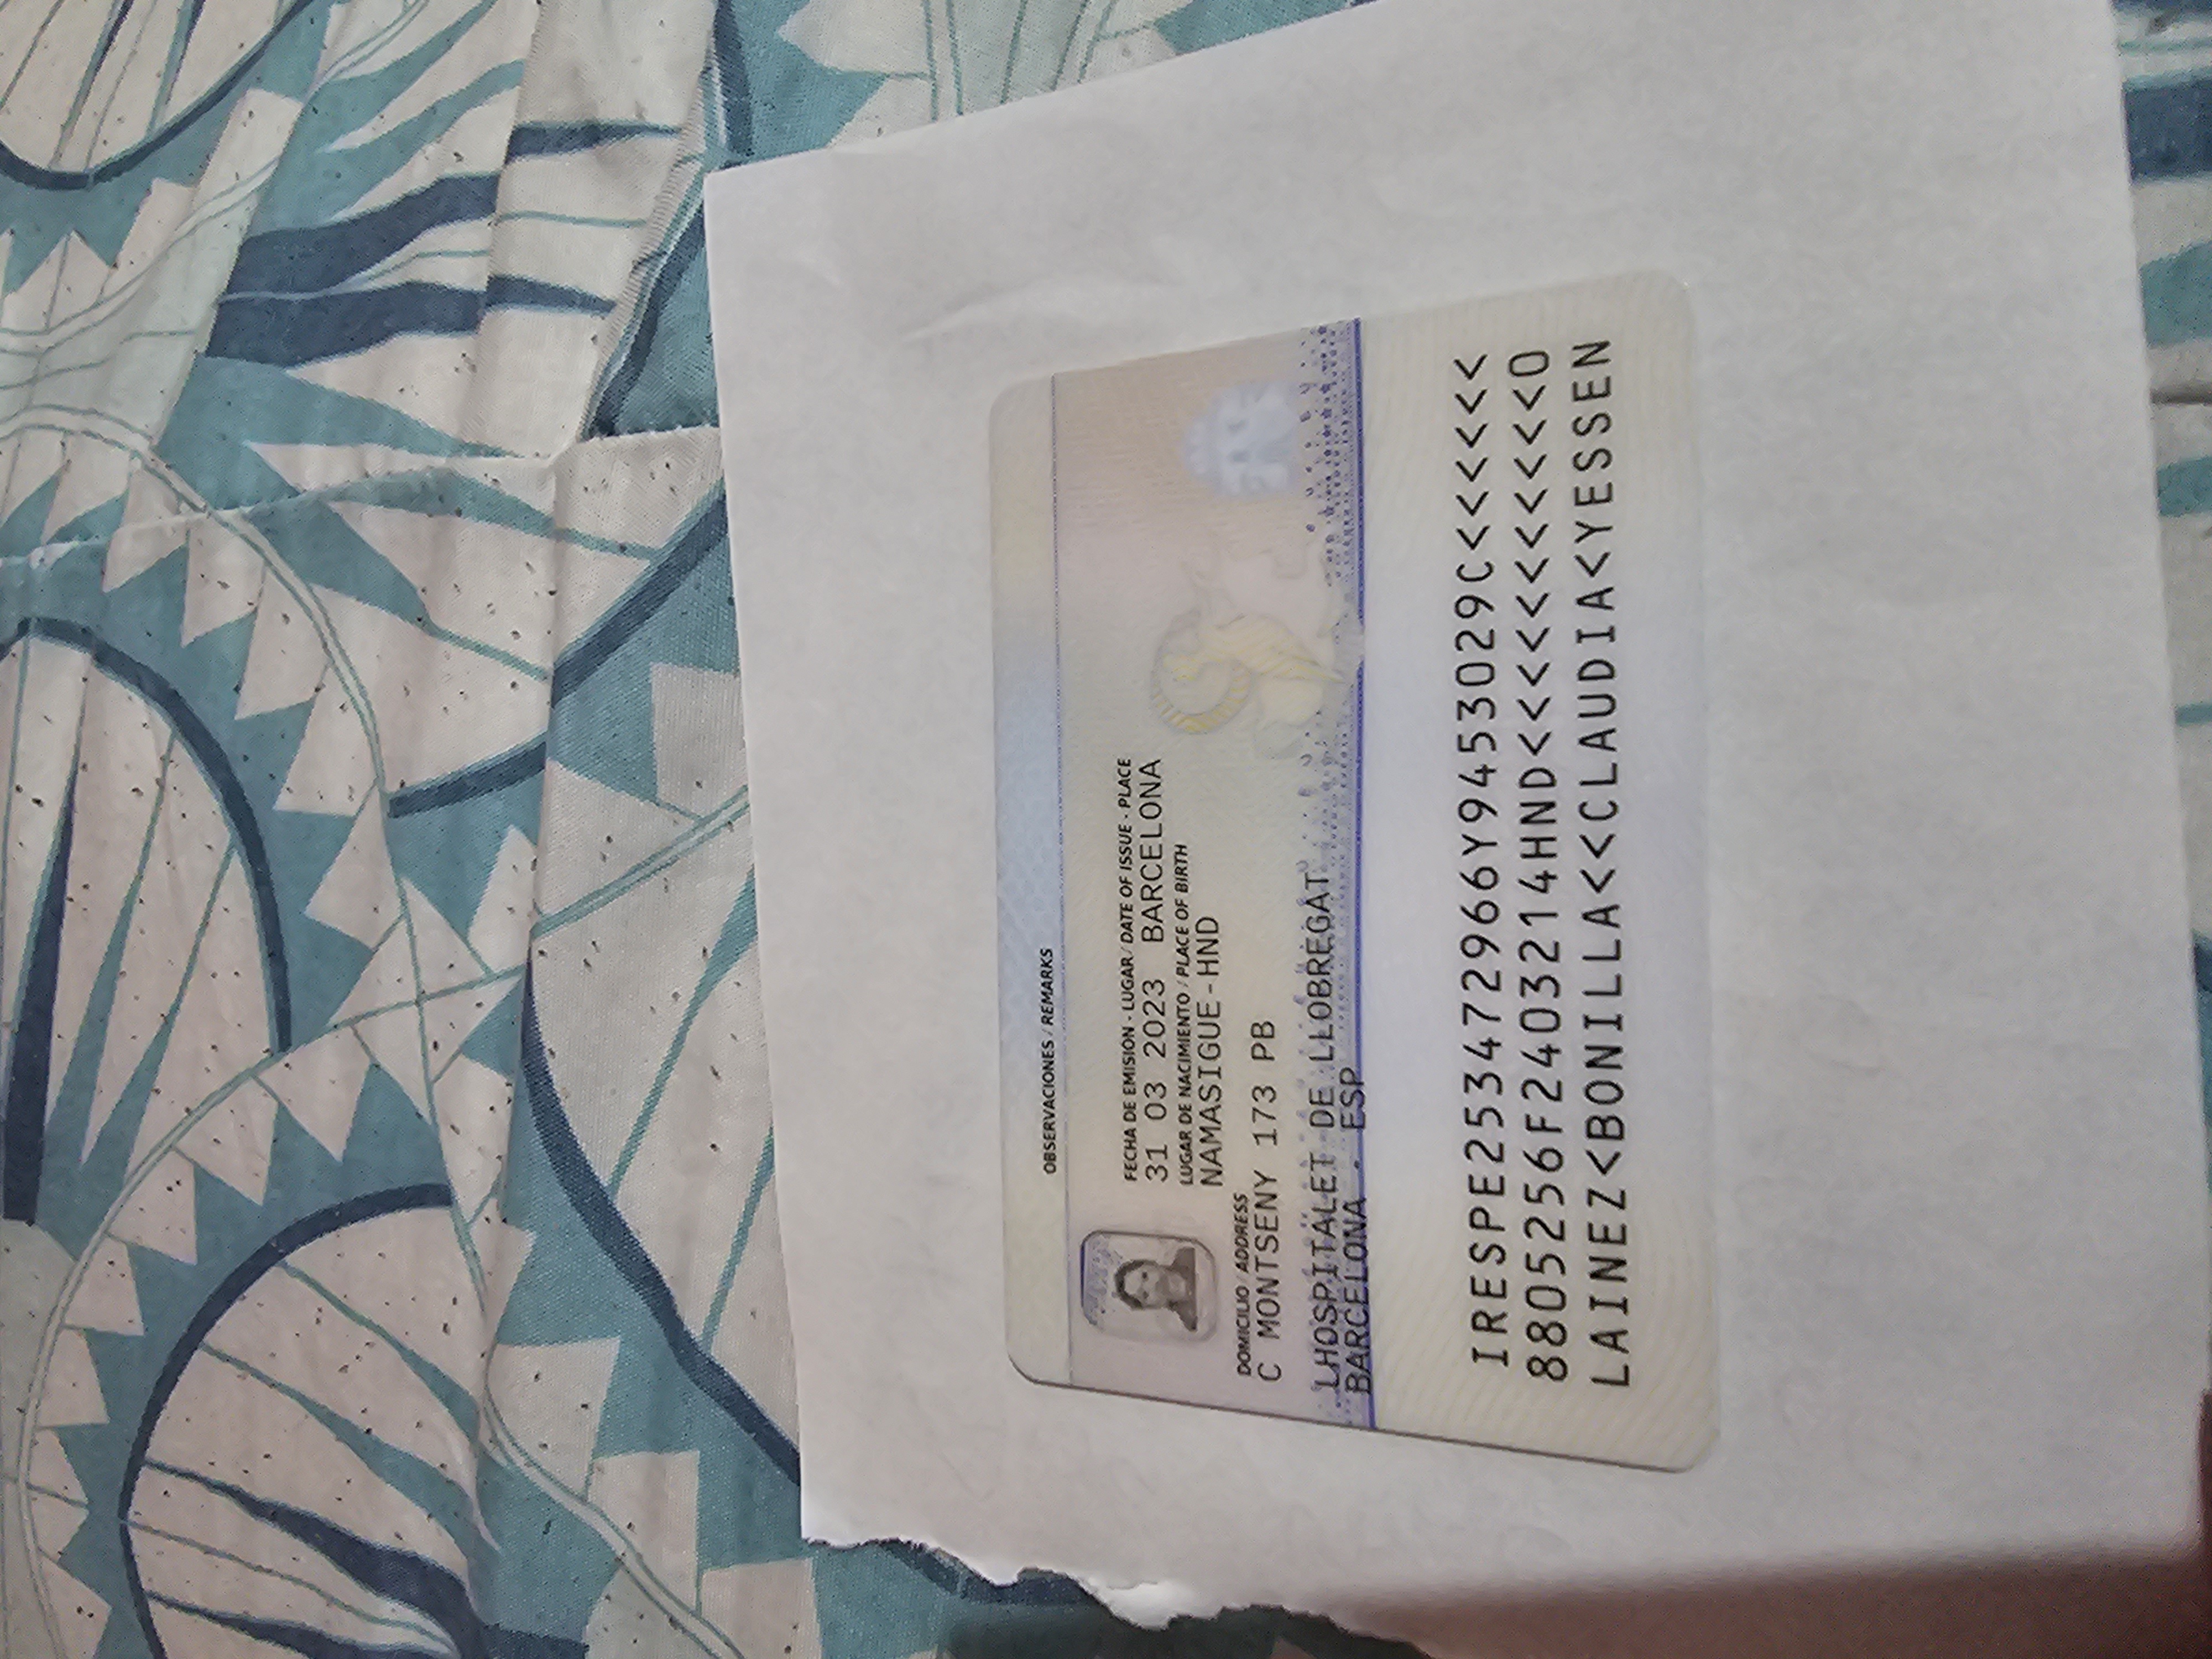 OBSERVACIONES / REMARKS
FECHA DE EMISIÓN - LUGAR / DATE OF ISSUE - PLACE
31 03 2023 BARCELONA
LUGAR DE NACIMIENTO / PLACE OF BIRTH
NAMASIGUE-HND
DOMICILIO / ADDRESS
C MONTSENY 173 PB
LHOSPITALET DE LLOBREGAT
BARCELONA - ESP
IRESPE253472966Y9453029C<<<<<<
8805256F2403214HND<<<<<<<<<<<0
LAINEZ<BONILLA<<CLAUDIA<YESSEN